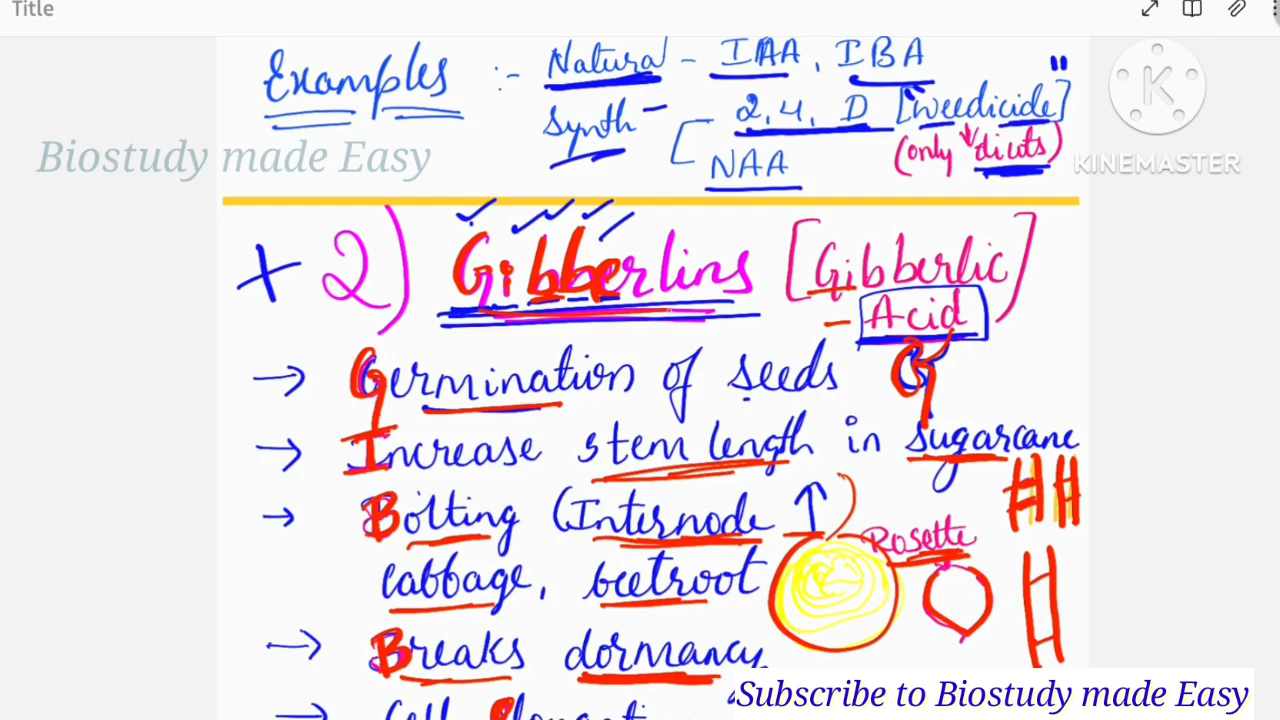 Title
Examples :- Natural - IAA, IBA
Synth - [ 2,4, D [weedicide]
(only dicots)
NAA
Biostudy made Easy
KINEMASTER
+ 2) Gibberlins [Gibberlic Acid]
→ Germination of seeds
→ Increase stem length in sugarcane
→ Bolting (Internode ↑)
Rosette
cabbage, beetroot
→ Breaks dormancy
→ Cell Elongati
Subscribe to Biostudy made Easy